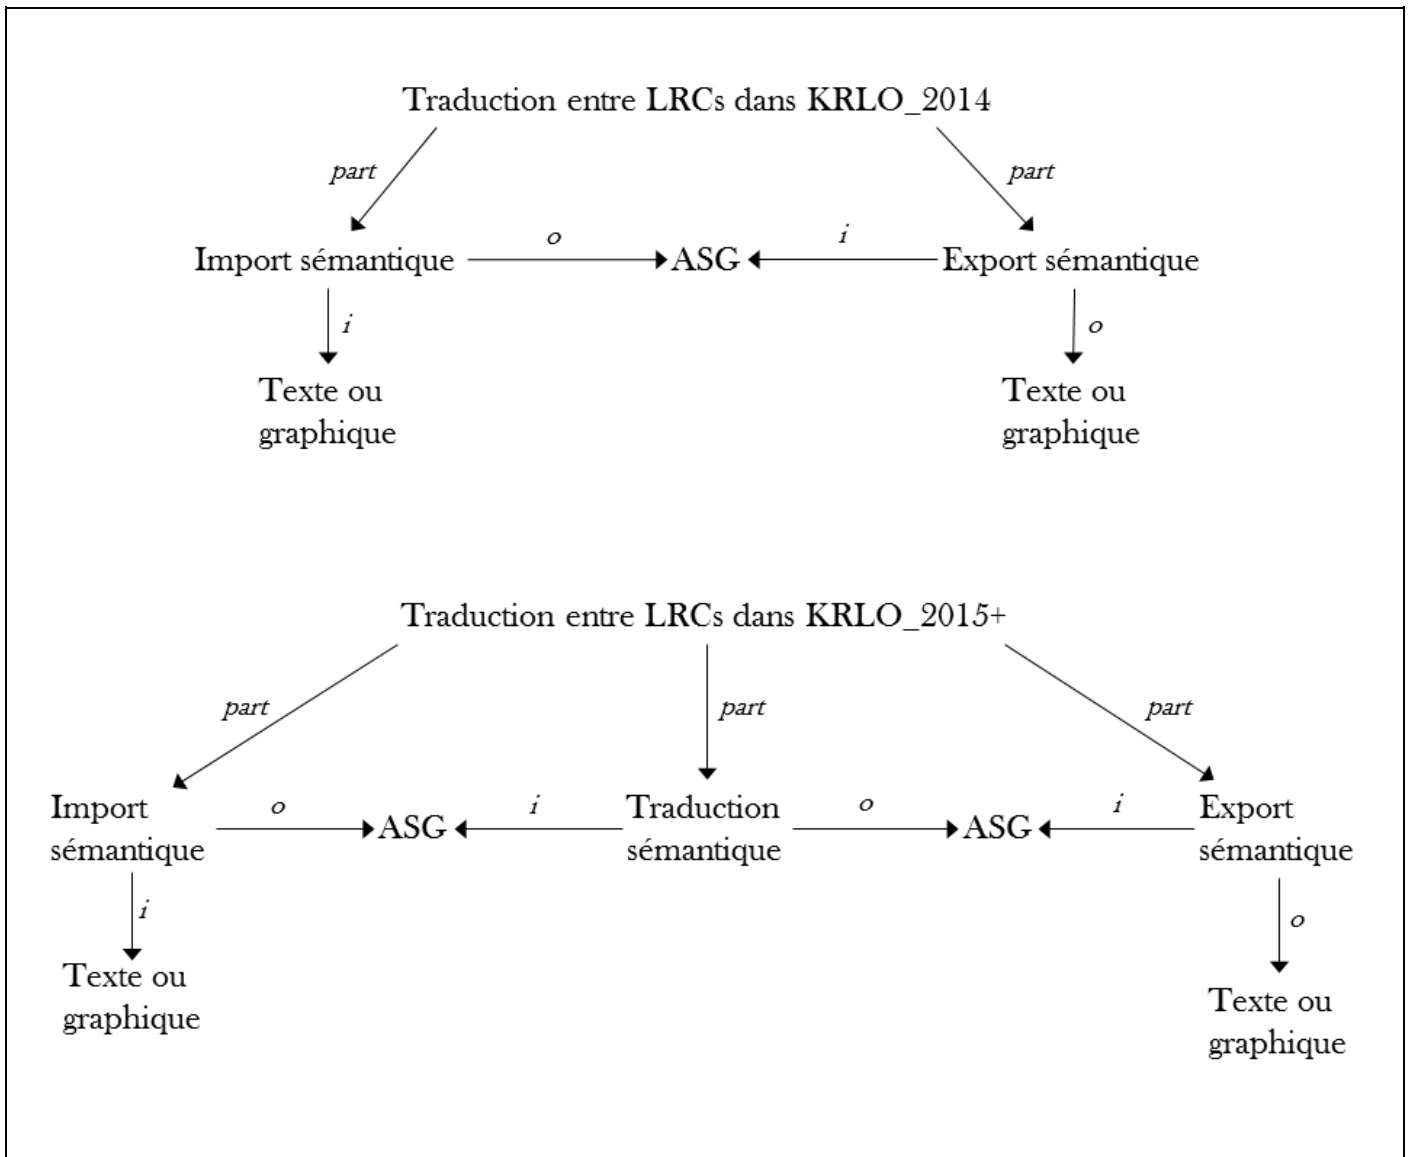 Traduction entre LRCs dans KRLO_2014
part
part
o
i
Import sémantique
ASG
Export sémantique
i
o
Texte ou
graphique
Texte ou
graphique
Traduction entre LRCs dans KRLO_2015+
part
part
part
Import
sémantique
o
ASG
i
Traduction
sémantique
o
ASG
i
Export
sémantique
i
o
Texte ou
graphique
Texte ou
graphique